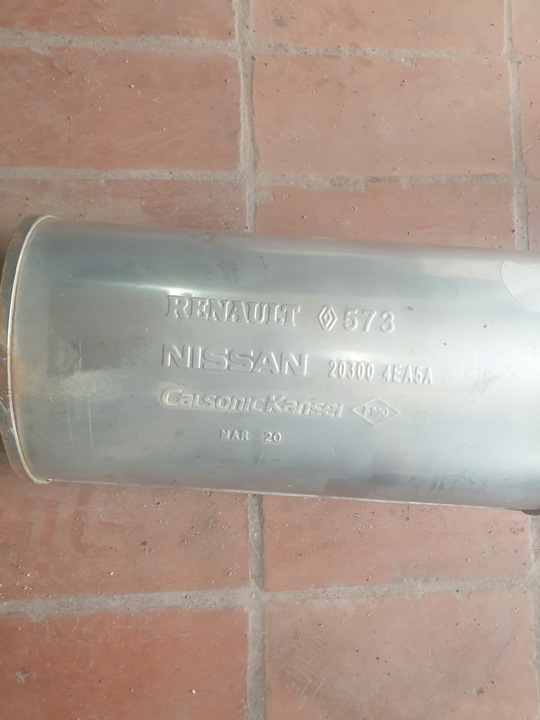 RENAULT 573
NISSAN 20300 4EA5A
CalsonicKansei
MAR 20